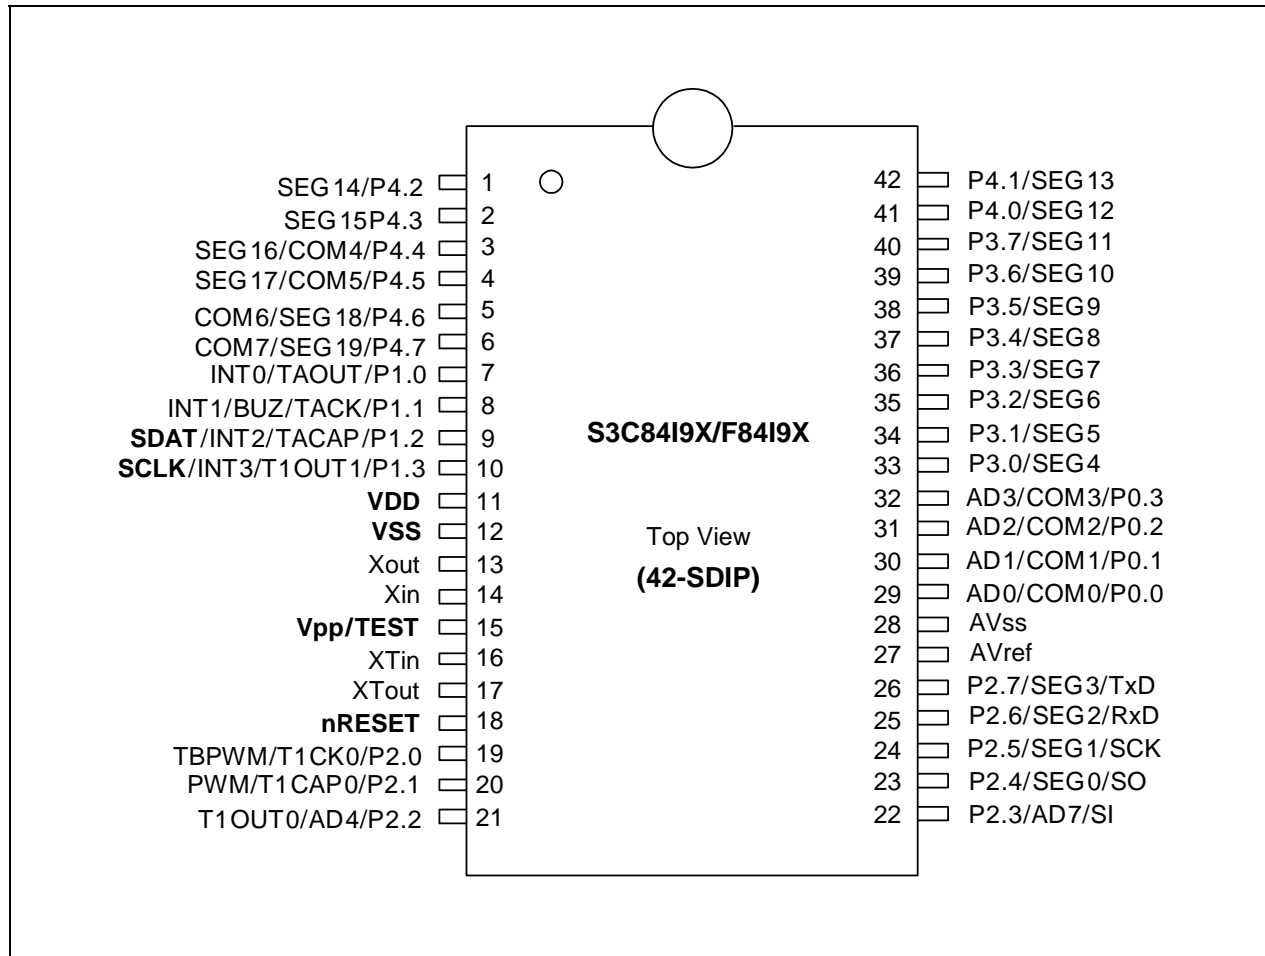 SEG14/P4.2 1
SEG15P4.3 2
SEG16/COM4/P4.4 3
SEG17/COM5/P4.5 4
COM6/SEG18/P4.6 5
COM7/SEG19/P4.7 6
INT0/TAOUT/P1.0 7
INT1/BUZ/TACK/P1.1 8
SDAT/INT2/TACAP/P1.2 9
SCLK/INT3/T1OUT1/P1.3 10
VDD 11
VSS 12
Xout 13
Xin 14
Vpp/TEST 15
XTin 16
XTout 17
nRESET 18
TBPWM/T1CK0/P2.0 19
PWM/T1CAP0/P2.1 20
T1OUT0/AD4/P2.2 21
S3C84I9X/F84I9X
Top View
(42-SDIP)
42 P4.1/SEG13
41 P4.0/SEG12
40 P3.7/SEG11
39 P3.6/SEG10
38 P3.5/SEG9
37 P3.4/SEG8
36 P3.3/SEG7
35 P3.2/SEG6
34 P3.1/SEG5
33 P3.0/SEG4
32 AD3/COM3/P0.3
31 AD2/COM2/P0.2
30 AD1/COM1/P0.1
29 AD0/COM0/P0.0
28 AVss
27 AVref
26 P2.7/SEG3/TxD
25 P2.6/SEG2/RxD
24 P2.5/SEG1/SCK
23 P2.4/SEG0/SO
22 P2.3/AD7/SI